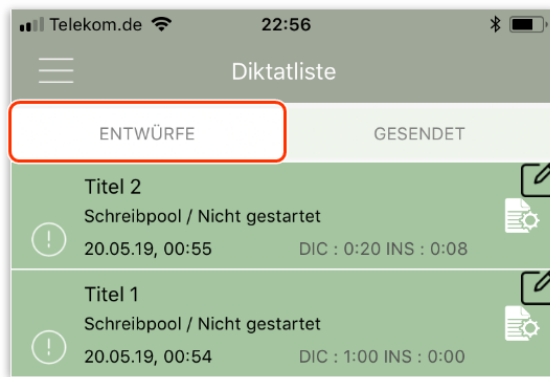 Telekom.de 22:56
Diktatliste
ENTWÜRFE GESENDET
Titel 2
Schreibpool / Nicht gestartet
20.05.19, 00:55 DIC : 0:20 INS : 0:08
Titel 1
Schreibpool / Nicht gestartet
20.05.19, 00:54 DIC : 1:00 INS : 0:00